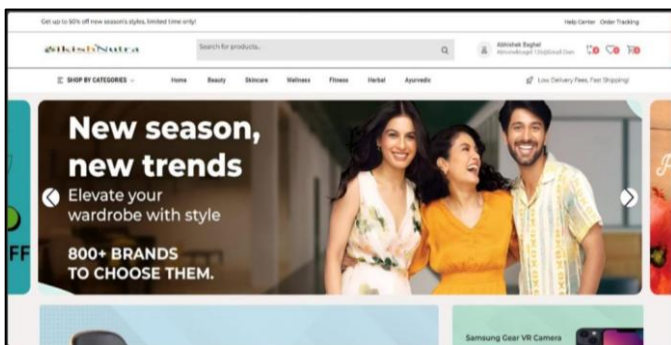 Get up to 60% off new season's styles, limited time only!
Help Center Order Tracking
Search for products..
Abhishek Baghel
SHOP BY CATEGORIES
Home Beauty Skincare Wellness Fitness Herbal Ayurvedic
Low Delivery Fees, Fast Shipping!
New season,
new trends
Elevate your
wardrobe with style
800+ BRANDS
TO CHOOSE THEM.
FF
Samsung Gear VR Camera